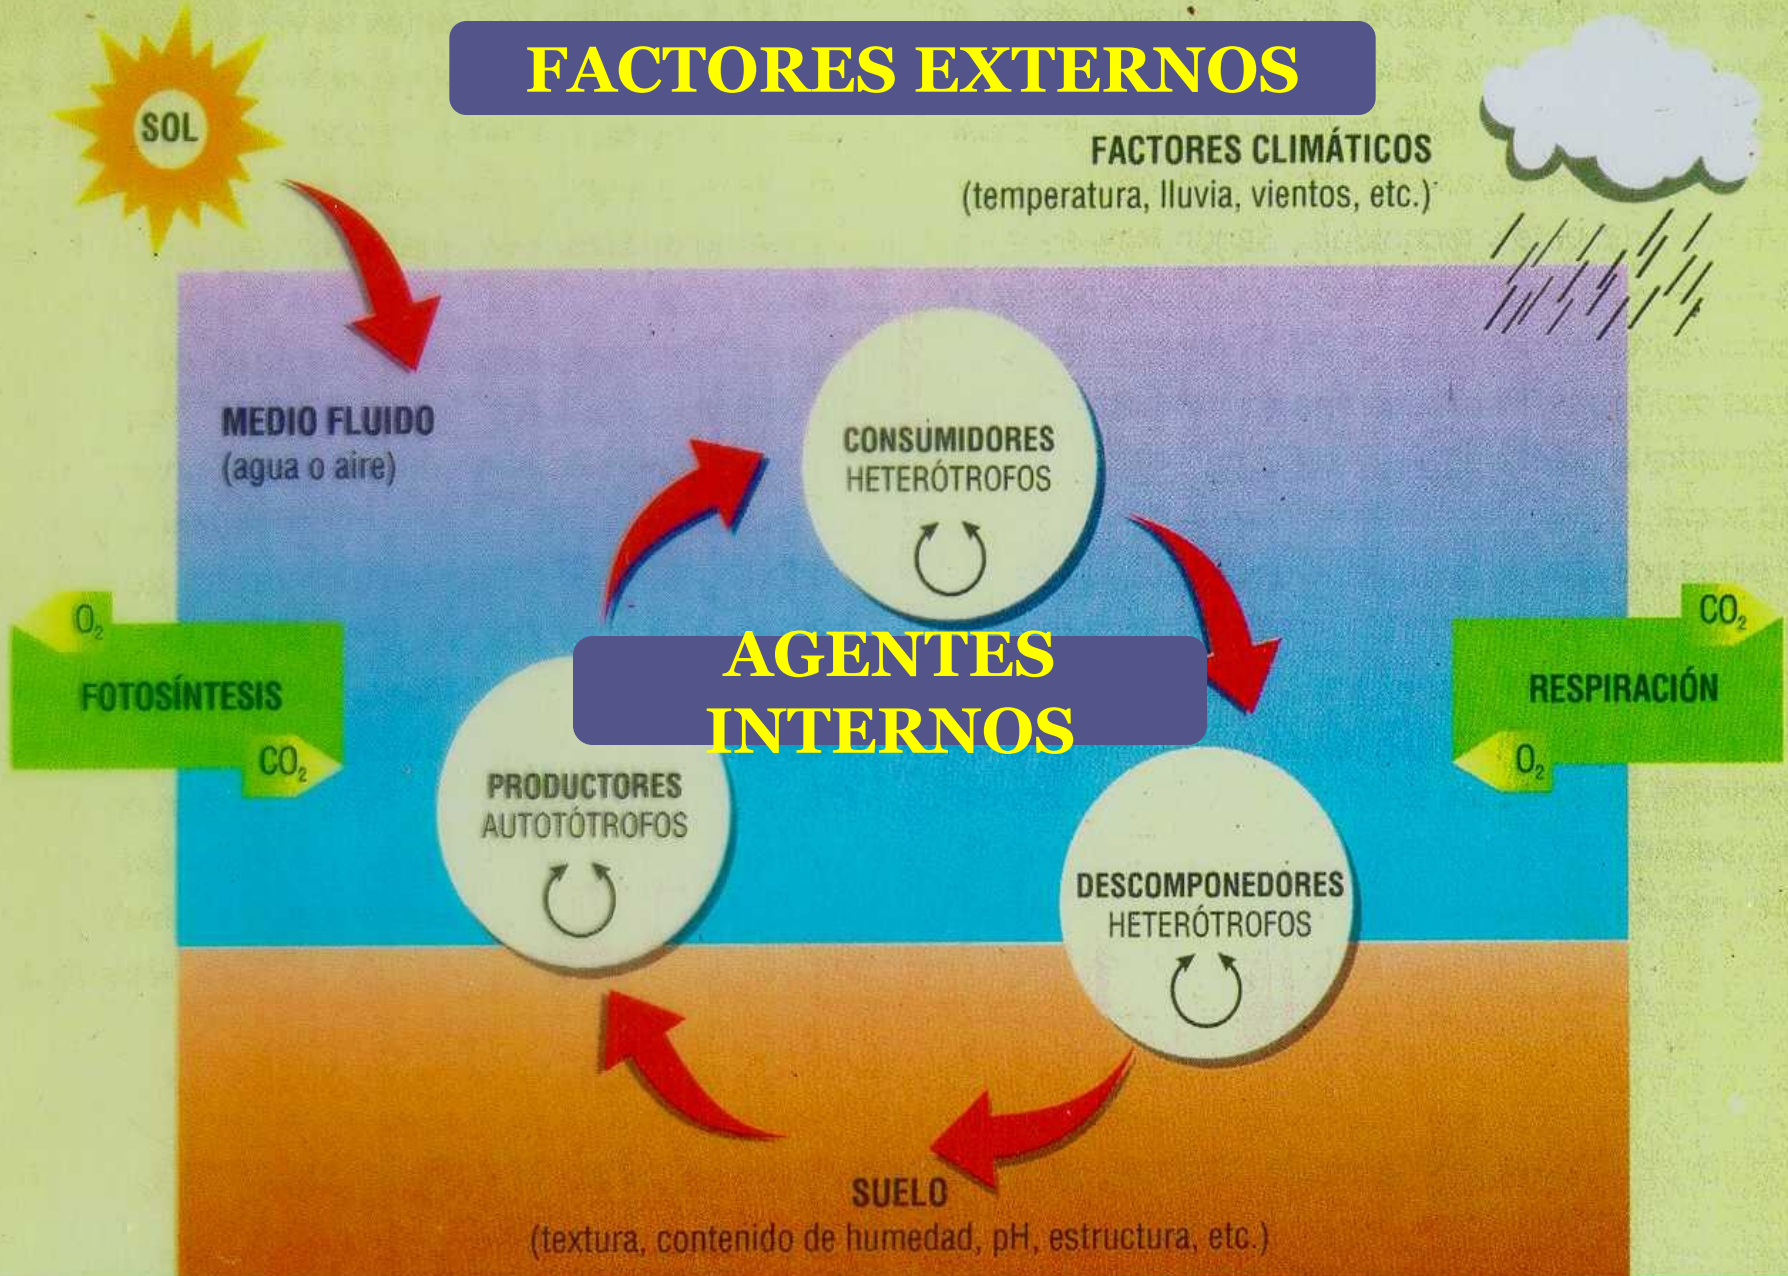 FACTORES EXTERNOS
SOL
FACTORES CLIMÁTICOS
(temperatura, lluvia, vientos, etc.)
MEDIO FLUIDO
(agua o aire)
CONSUMIDORES
HETERÓTROFOS
O₂
FOTOSÍNTESIS
CO₂
AGENTES
INTERNOS
CO₂
RESPIRACIÓN
O₂
PRODUCTORES
AUTOTÓTROFOS
DESCOMPONEDORES
HETERÓTROFOS
SUELO
(textura, contenido de humedad, pH, estructura, etc.)